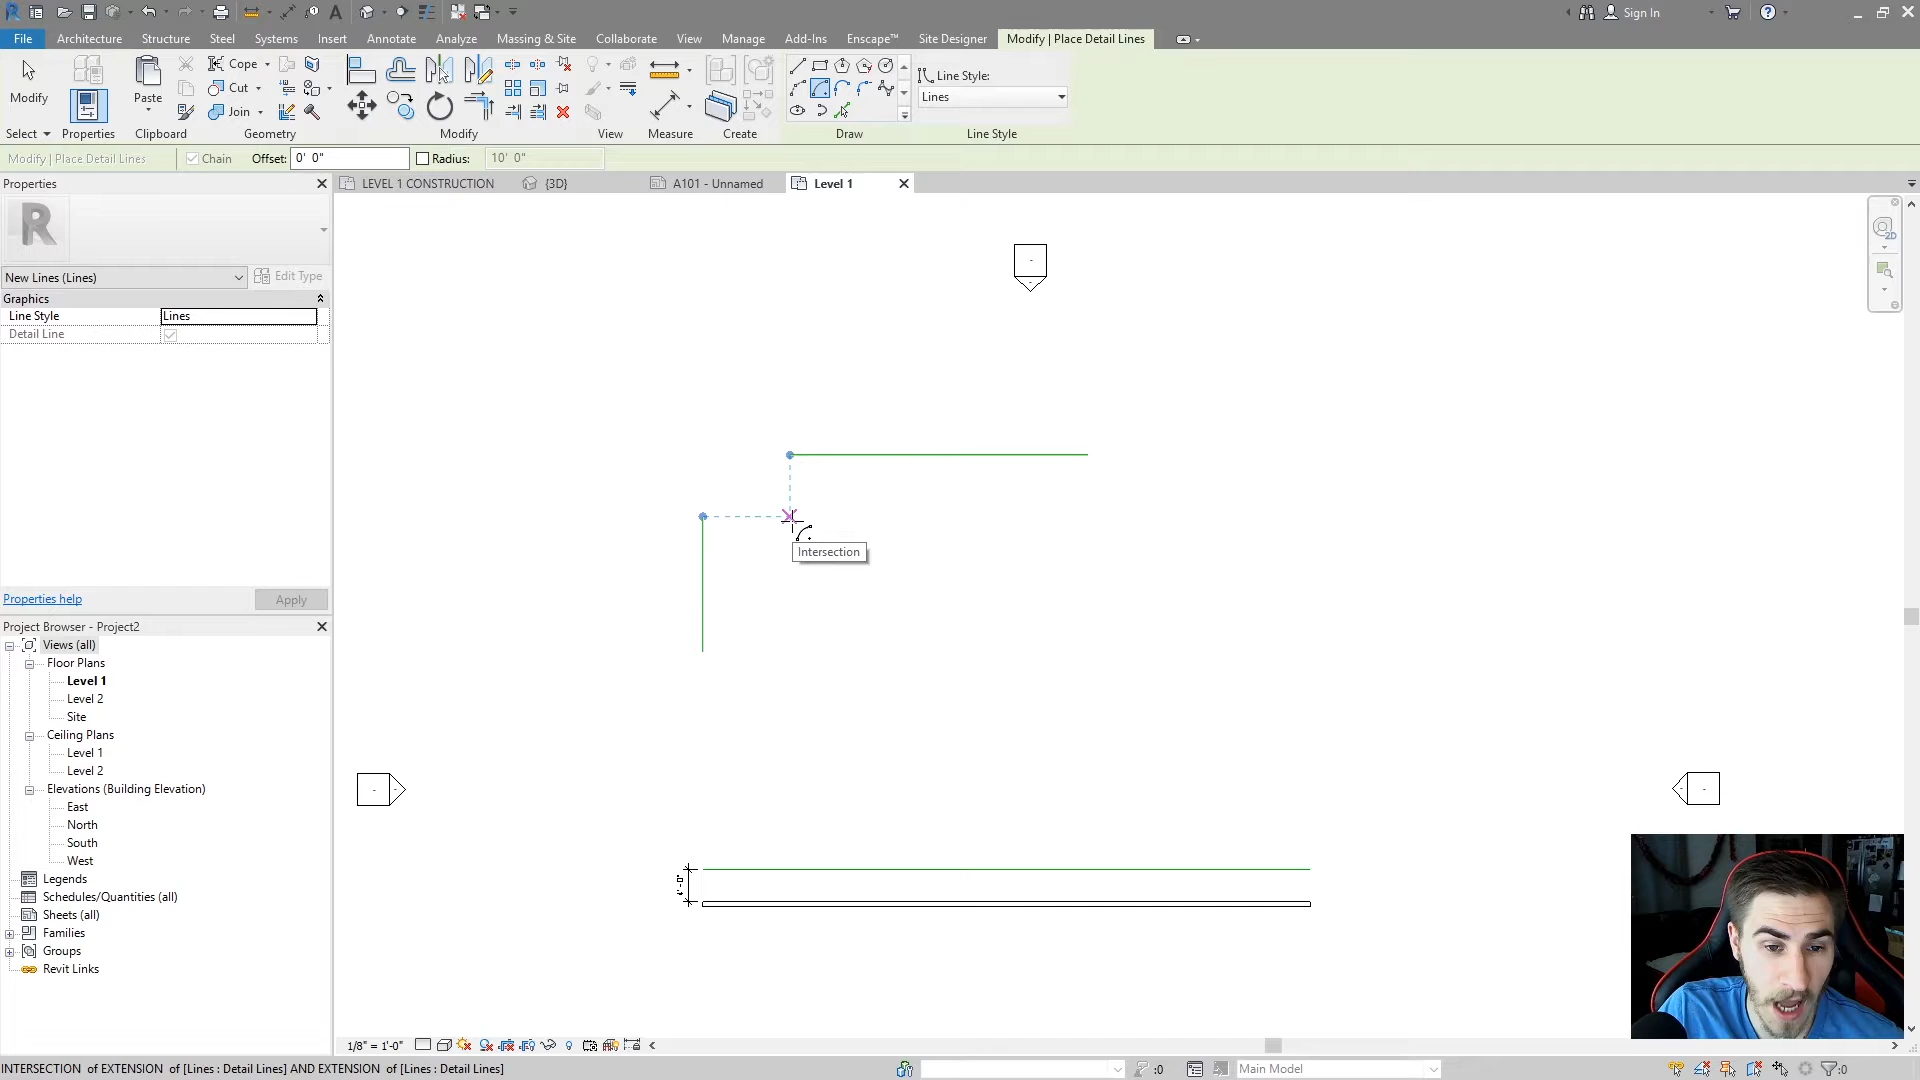 Sign In
File Architecture Structure Steel Systems Insert Annotate Analyze Massing & Site Collaborate View Manage Add-Ins Enscape™ Site Designer Modify | Place Detail Lines
Modify
Paste
Cope
Cut
Join
Line Style:
Lines
Select Properties Clipboard Geometry Modify View Measure Create Draw Line Style
Modify | Place Detail Lines Chain Offset: 0' 0" Radius: 10' 0"
Properties
LEVEL 1 CONSTRUCTION {3D} A101 - Unnamed Level 1
2D
R
New Lines (Lines) Edit Type
Graphics
Line Style Lines
Detail Line
Intersection
Properties help Apply
Project Browser - Project2
Views (all)
Floor Plans
Level 1
Level 2
Site
Ceiling Plans
Level 1
Level 2
Elevations (Building Elevation)
East
North
South
West
Legends
Schedules/Quantities (all)
Sheets (all)
Families
Groups
Revit Links
4' - 0"
1/8" = 1'-0"
INTERSECTION of EXTENSION of [Lines : Detail Lines] AND EXTENSION of [Lines : Detail Lines] :0 Main Model :0